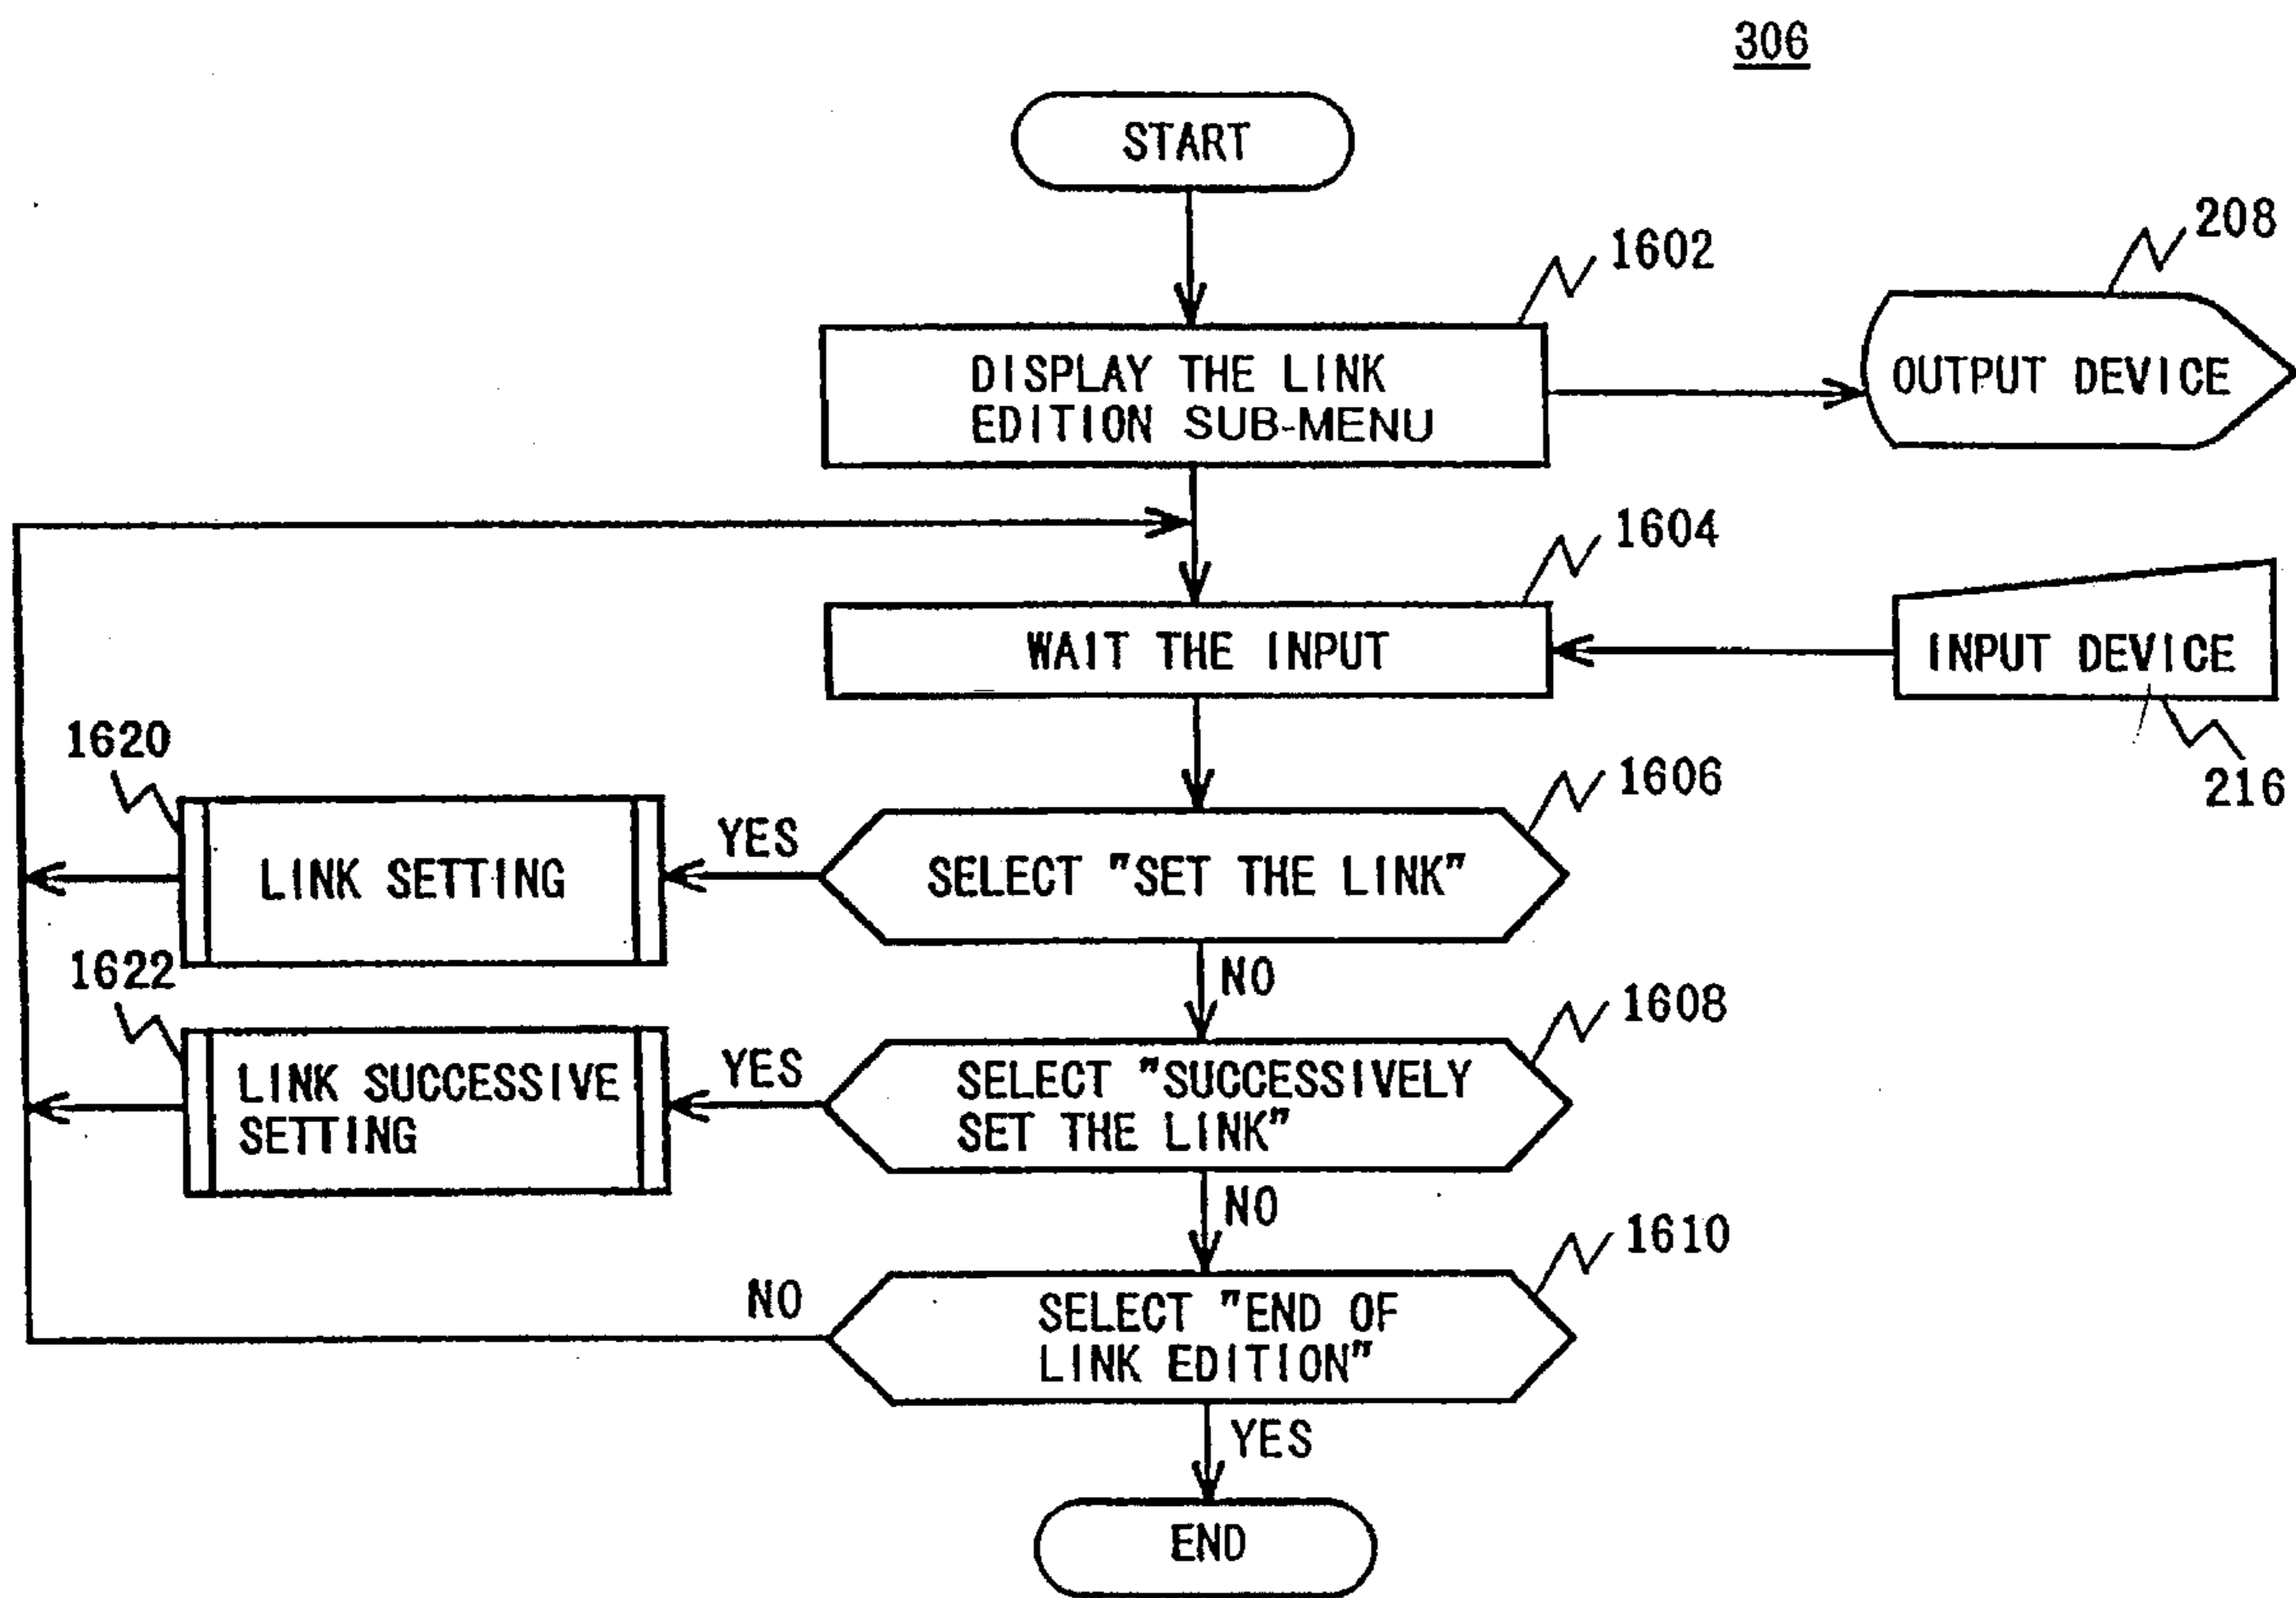 306
START
1602
208
DISPLAY THE LINK
EDITION SUB-MENU
OUTPUT DEVICE
1604
WAIT THE INPUT
INPUT DEVICE
216
1620
1606
LINK SETTING
YES
SELECT "SET THE LINK"
NO
1622
1608
LINK SUCCESSIVE
SETTING
YES
SELECT "SUCCESSIVELY
SET THE LINK"
NO
1610
NO
SELECT "END OF
LINK EDITION"
YES
END